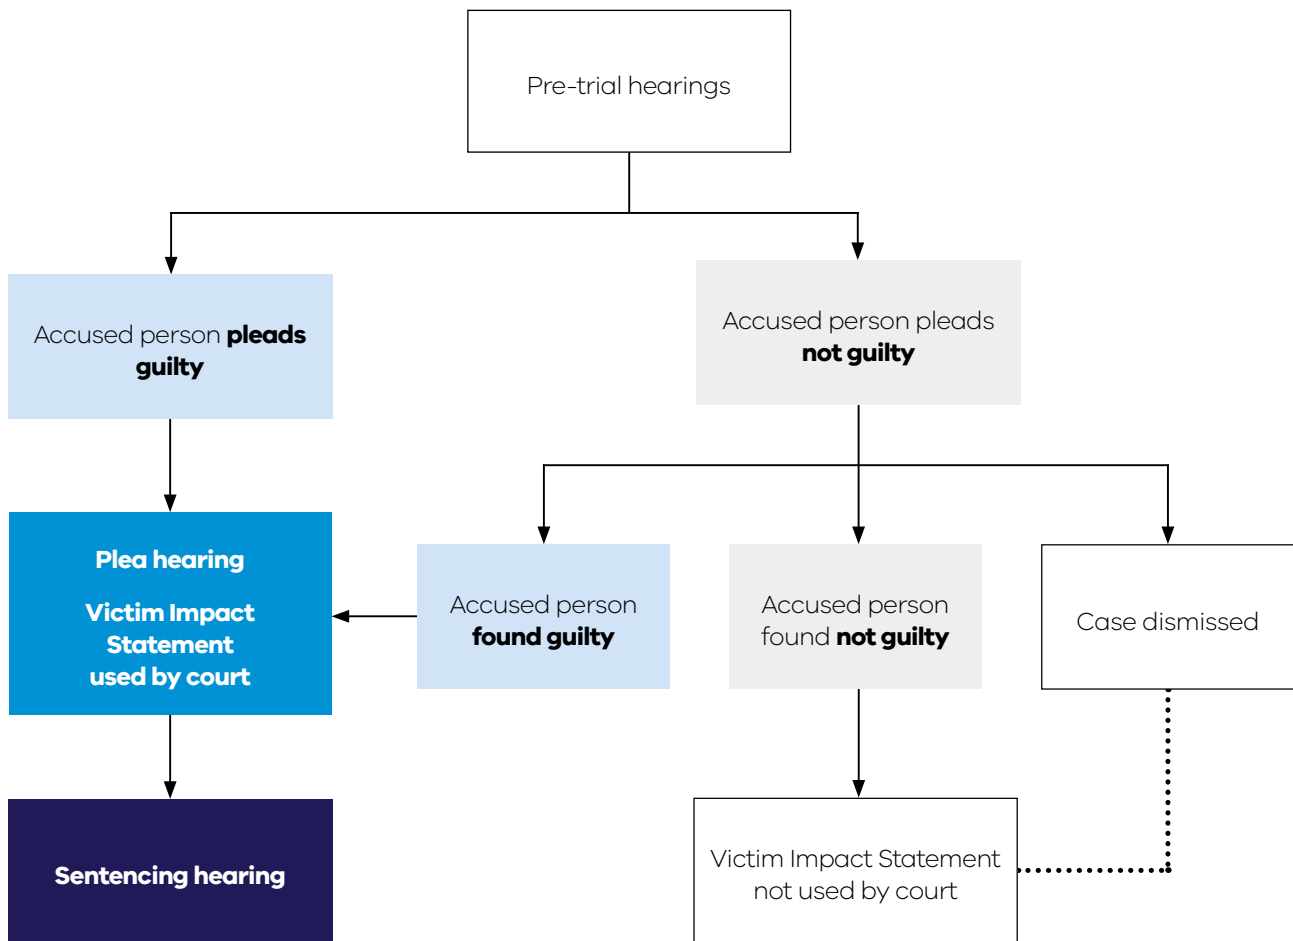 Pre-trial hearings
Accused person pleads
guilty
Accused person pleads
not guilty
Plea hearing
Victim Impact
Statement
used by court
Accused person
found guilty
Accused person
found not guilty
Case dismissed
Sentencing hearing
Victim Impact Statement
not used by court